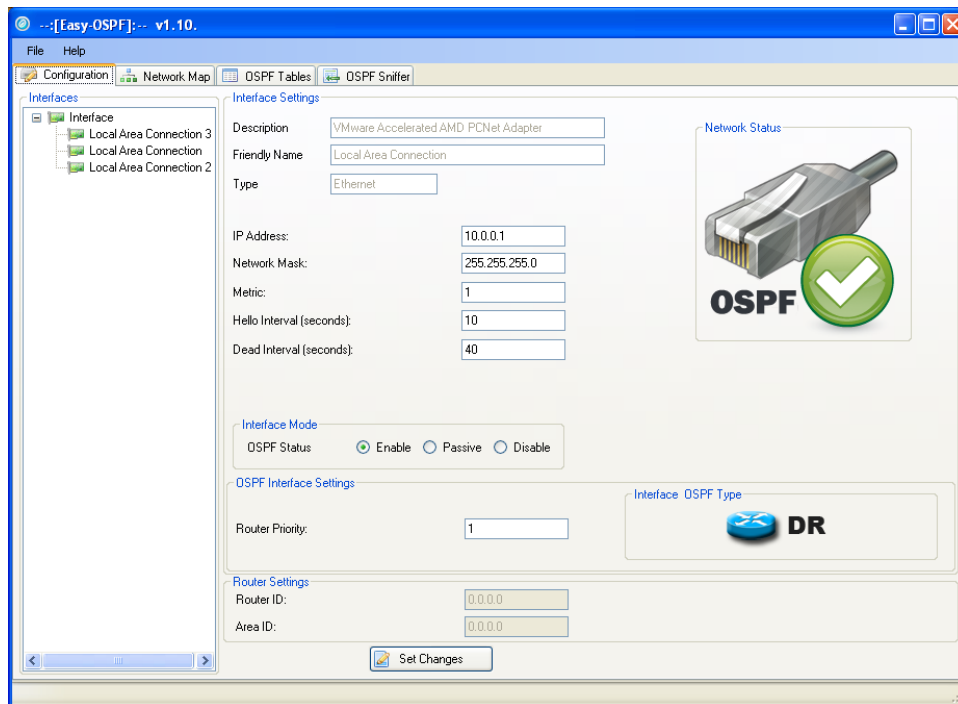 --:[Easy-OSPF]:-- v1.10.
File Help
Configuration Network Map OSPF Tables OSPF Sniffer
Interfaces
Interface
Local Area Connection 3
Local Area Connection
Local Area Connection 2
Interface Settings
Description VMware Accelerated AMD PCNet Adapter
Friendly Name Local Area Connection
Type Ethernet
IP Address: 10.0.0.1
Network Mask: 255.255.255.0
Metric: 1
Hello Interval (seconds): 10
Dead Interval (seconds): 40
Network Status
OSPF
Interface Mode
OSPF Status Enable Passive Disable
OSPF Interface Settings
Router Priority: 1
Interface OSPF Type
DR
Router Settings
Router ID: 0.0.0.0
Area ID: 0.0.0.0
Set Changes